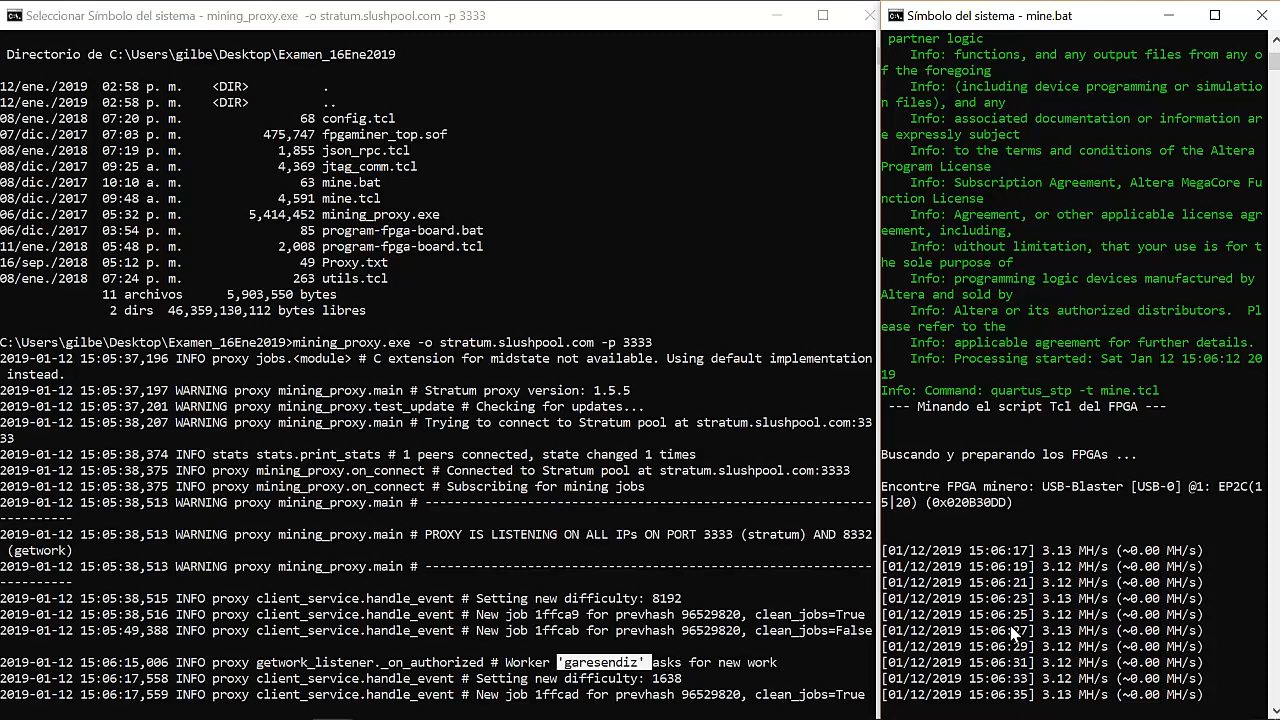 Seleccionar Símbolo del sistema - mining_proxy.exe  -o stratum.slushpool.com -p 3333
Directorio de C:\Users\gilbe\Desktop\Examen_16Ene2019
12/ene./2019  02:58 p. m.    <DIR>          .
12/ene./2019  02:58 p. m.    <DIR>          ..
08/ene./2018  07:20 p. m.                68 config.tcl
07/dic./2017  07:03 p. m.           475,747 fpgaminer_top.sof
08/ene./2018  07:19 p. m.             1,855 json_rpc.tcl
08/dic./2017  09:25 a. m.             4,369 jtag_comm.tcl
08/dic./2017  10:10 a. m.                63 mine.bat
08/dic./2017  09:48 a. m.             4,591 mine.tcl
06/dic./2017  05:32 p. m.         5,414,452 mining_proxy.exe
06/dic./2017  03:54 p. m.                85 program-fpga-board.bat
11/ene./2018  05:48 p. m.             2,008 program-fpga-board.tcl
16/sep./2018  05:12 p. m.                49 Proxy.txt
08/ene./2018  07:24 p. m.               263 utils.tcl
11 archivos      5,903,550 bytes
2 dirs  46,359,130,112 bytes libres
C:\Users\gilbe\Desktop\Examen_16Ene2019>mining_proxy.exe -o stratum.slushpool.com -p 3333
2019-01-12 15:05:37,196 INFO proxy jobs.<module> # C extension for midstate not available. Using default implementation
instead.
2019-01-12 15:05:37,197 WARNING proxy mining_proxy.main # Stratum proxy version: 1.5.5
2019-01-12 15:05:37,201 WARNING proxy mining_proxy.test_update # Checking for updates...
2019-01-12 15:05:38,207 WARNING proxy mining_proxy.main # Trying to connect to Stratum pool at stratum.slushpool.com:33
33
2019-01-12 15:05:38,374 INFO stats stats.print_stats # 1 peers connected, state changed 1 times
2019-01-12 15:05:38,375 INFO proxy mining_proxy.on_connect # Connected to Stratum pool at stratum.slushpool.com:3333
2019-01-12 15:05:38,375 INFO proxy mining_proxy.on_connect # Subscribing for mining jobs
2019-01-12 15:05:38,513 WARNING proxy mining_proxy.main # -----------------------------------------------------------
----------
2019-01-12 15:05:38,513 WARNING proxy mining_proxy.main # PROXY IS LISTENING ON ALL IPs ON PORT 3333 (stratum) AND 8332
(getwork)
2019-01-12 15:05:38,513 WARNING proxy mining_proxy.main # -----------------------------------------------------------
----------
2019-01-12 15:05:38,515 INFO proxy client_service.handle_event # Setting new difficulty: 8192
2019-01-12 15:05:38,516 INFO proxy client_service.handle_event # New job 1ffca9 for prevhash 96529820, clean_jobs=True
2019-01-12 15:05:49,388 INFO proxy client_service.handle_event # New job 1ffcab for prevhash 96529820, clean_jobs=False
2019-01-12 15:06:15,006 INFO proxy getwork_listener._on_authorized # Worker 'garesendiz' asks for new work
2019-01-12 15:06:17,558 INFO proxy client_service.handle_event # Setting new difficulty: 1638
2019-01-12 15:06:17,559 INFO proxy client_service.handle_event # New job 1ffcad for prevhash 96529820, clean_jobs=True
Símbolo del sistema - mine.bat
partner logic
Info: functions, and any output files from any o
f the foregoing
Info: (including device programming or simulatio
n files), and any
Info: associated documentation or information ar
e expressly subject
Info: to the terms and conditions of the Altera
Program License
Info: Subscription Agreement, Altera MegaCore Fu
nction License
Info: Agreement, or other applicable license agr
eement, including,
Info: without limitation, that your use is for t
he sole purpose of
Info: programming logic devices manufactured by
Altera and sold by
Info: Altera or its authorized distributors.  Pl
ease refer to the
Info: applicable agreement for further details.
Info: Processing started: Sat Jan 12 15:06:12 20
19
Info: Command: quartus_stp -t mine.tcl
--- Minando el script Tcl del FPGA ---
Buscando y preparando los FPGAs ...
Encontre FPGA minero: USB-Blaster [USB-0] @1: EP2C(1
5|20) (0x020B30DD)
[01/12/2019 15:06:17] 3.13 MH/s (~0.00 MH/s)
[01/12/2019 15:06:19] 3.12 MH/s (~0.00 MH/s)
[01/12/2019 15:06:21] 3.12 MH/s (~0.00 MH/s)
[01/12/2019 15:06:23] 3.13 MH/s (~0.00 MH/s)
[01/12/2019 15:06:25] 3.12 MH/s (~0.00 MH/s)
[01/12/2019 15:06:27] 3.13 MH/s (~0.00 MH/s)
[01/12/2019 15:06:29] 3.12 MH/s (~0.00 MH/s)
[01/12/2019 15:06:31] 3.12 MH/s (~0.00 MH/s)
[01/12/2019 15:06:33] 3.12 MH/s (~0.00 MH/s)
[01/12/2019 15:06:35] 3.13 MH/s (~0.00 MH/s)